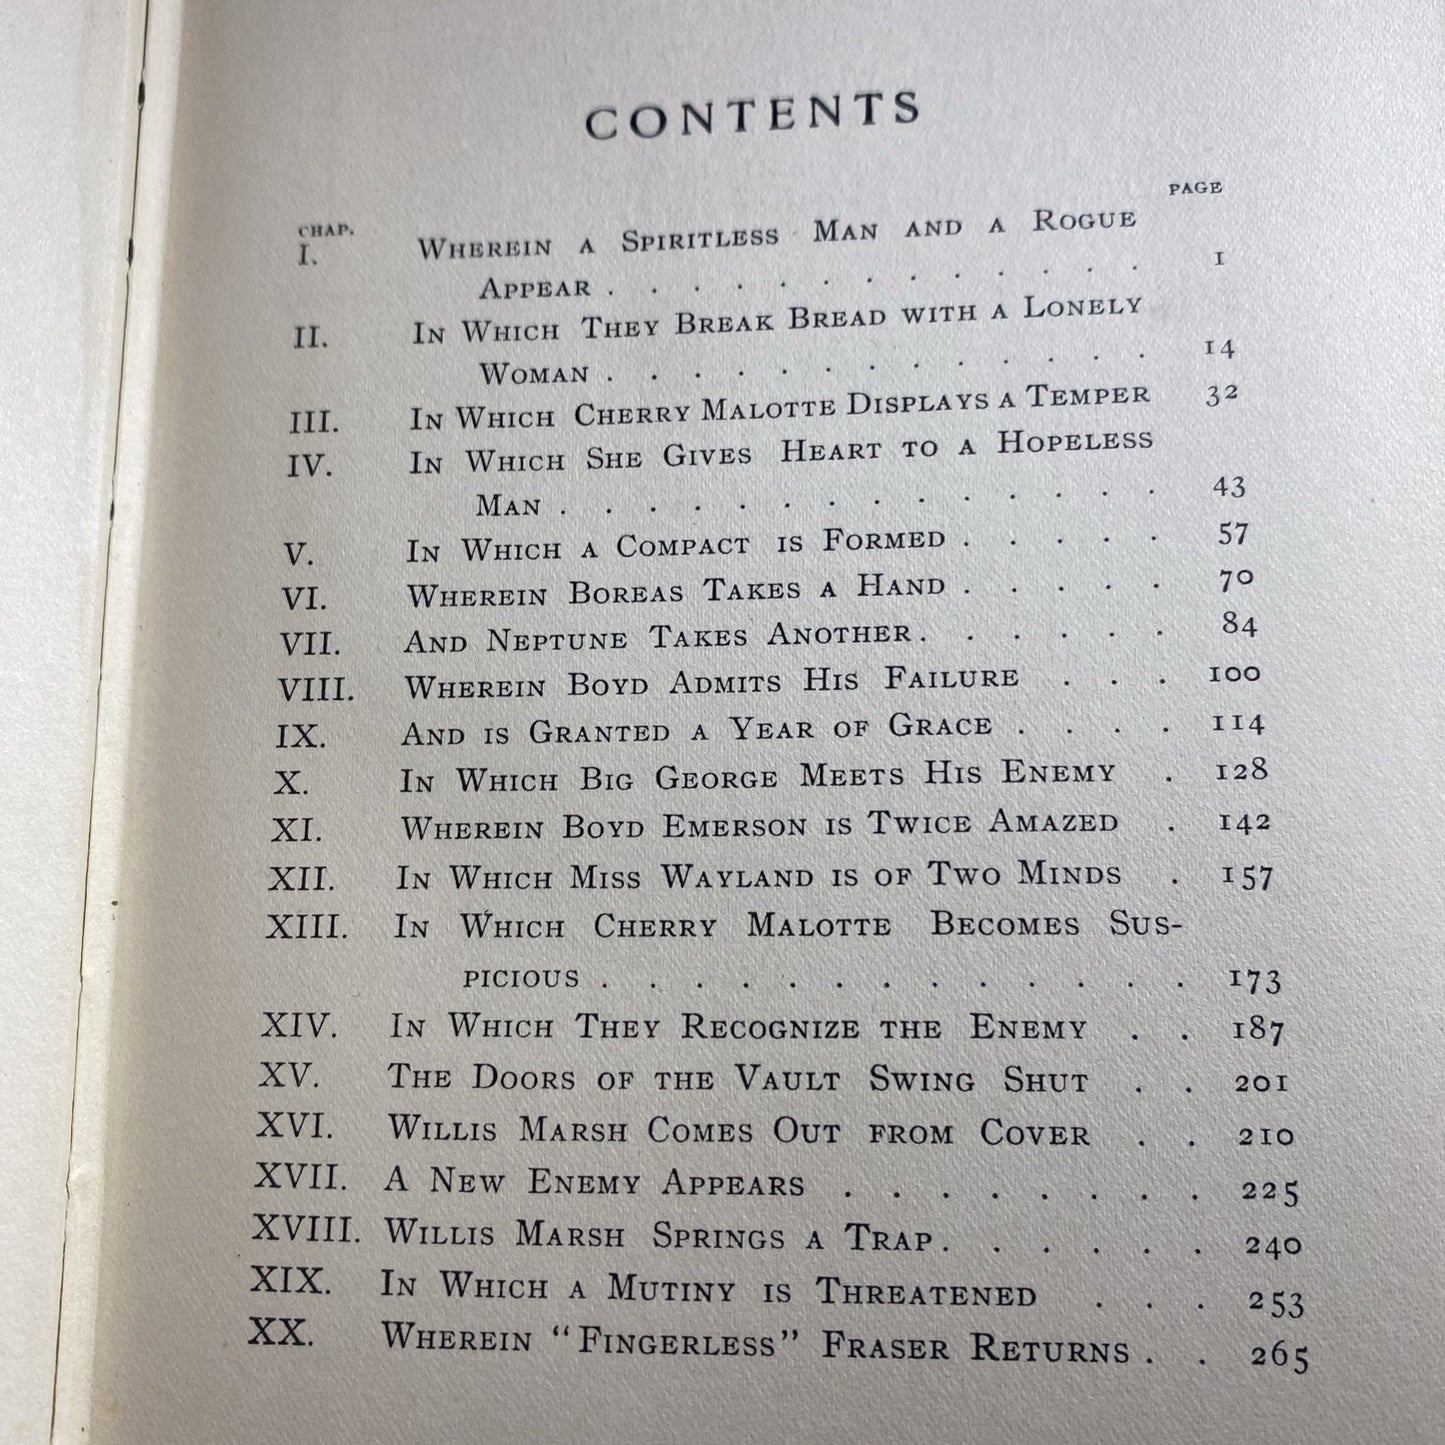 CONTENTS
CHAP. PAGE
I. WHEREIN A SPIRITLESS MAN AND A ROGUE
APPEAR . . . . . . . . . . . . . 1
II. IN WHICH THEY BREAK BREAD WITH A LONELY
WOMAN . . . . . . . . . . . . . 14
III. IN WHICH CHERRY MALOTTE DISPLAYS A TEMPER 32
IV. IN WHICH SHE GIVES HEART TO A HOPELESS
MAN . . . . . . . . . . . . . . 43
V. IN WHICH A COMPACT IS FORMED . . . . . 57
VI. WHEREIN BOREAS TAKES A HAND . . . . . 70
VII. AND NEPTUNE TAKES ANOTHER . . . . . . 84
VIII. WHEREIN BOYD ADMITS HIS FAILURE . . . 100
IX. AND IS GRANTED A YEAR OF GRACE . . . . 114
X. IN WHICH BIG GEORGE MEETS HIS ENEMY . 128
XI. WHEREIN BOYD EMERSON IS TWICE AMAZED . 142
XII. IN WHICH MISS WAYLAND IS OF TWO MINDS . 157
XIII. IN WHICH CHERRY MALOTTE BECOMES SUS-
PICIOUS . . . . . . . . . . . . . 173
XIV. IN WHICH THEY RECOGNIZE THE ENEMY . . 187
XV. THE DOORS OF THE VAULT SWING SHUT . . 201
XVI. WILLIS MARSH COMES OUT FROM COVER . . 210
XVII. A NEW ENEMY APPEARS . . . . . . . . 225
XVIII. WILLIS MARSH SPRINGS A TRAP . . . . . . 240
XIX. IN WHICH A MUTINY IS THREATENED . . . 253
XX. WHEREIN "FINGERLESS" FRASER RETURNS . . 265